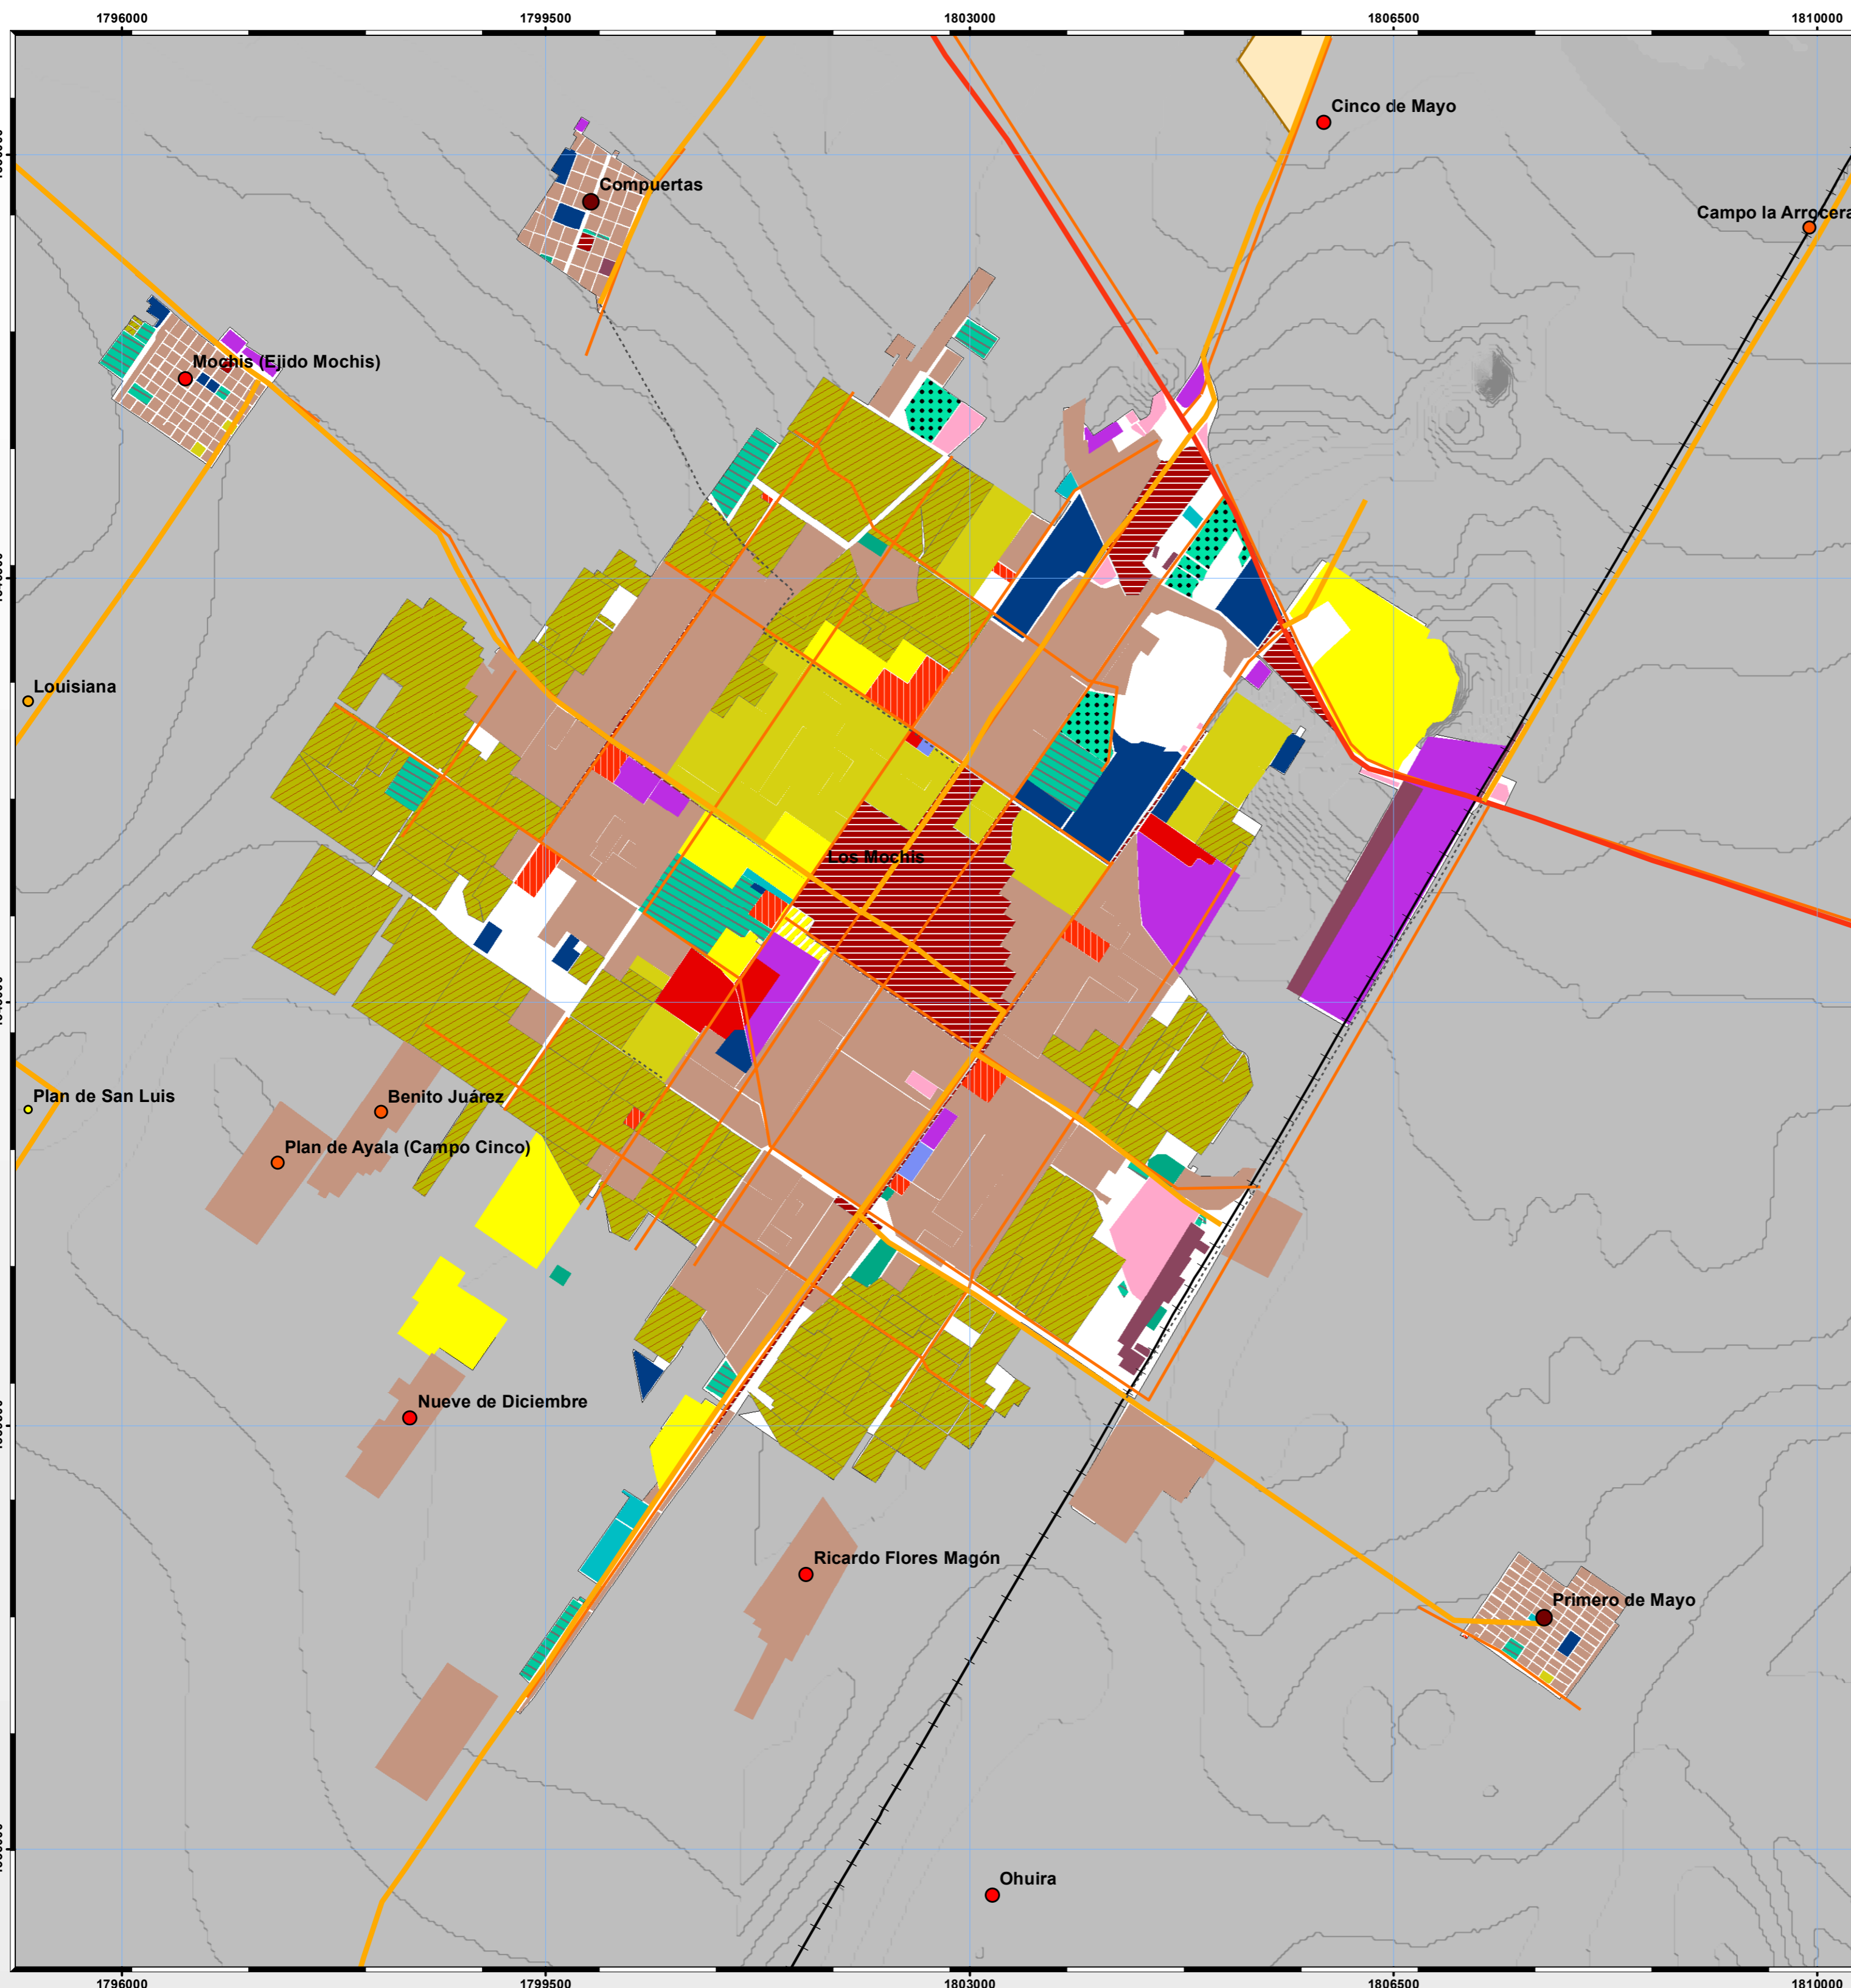 1796000 1799500 1803000 1806500 1810000
Cinco de Mayo
Compuertas
Campo la Arrocera
Mochis (Ejido Mochis)
Louisiana
Los Mochis
Plan de San Luis
Benito Juárez
Plan de Ayala (Campo Cinco)
Nueve de Diciembre
Ricardo Flores Magón
Primero de Mayo
Ohuira
1796000 1799500 1803000 1806500 1810000